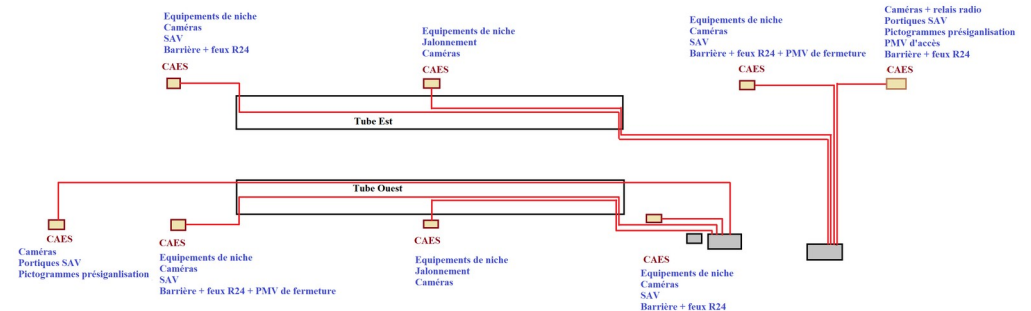 Equipements de niche
Caméras
SAV
Barrière + feux R24
CAES
Equipements de niche
Jalonnement
Caméras
CAES
Equipements de niche
Caméras
SAV
Barrière + feux R24 + PMV de fermeture
CAES
Caméras + relais radio
Portiques SAV
Pictogrammes présiganlisation
PMV d'accès
Barrière + feux R24
CAES
Tube Est
Tube Ouest
CAES
Caméras
Portiques SAV
Pictogrammes présiganlisation
CAES
Equipements de niche
Caméras
SAV
Barrière + feux R24 + PMV de fermeture
CAES
Equipements de niche
Jalonnement
Caméras
CAES
Equipements de niche
Caméras
SAV
Barrière + feux R24